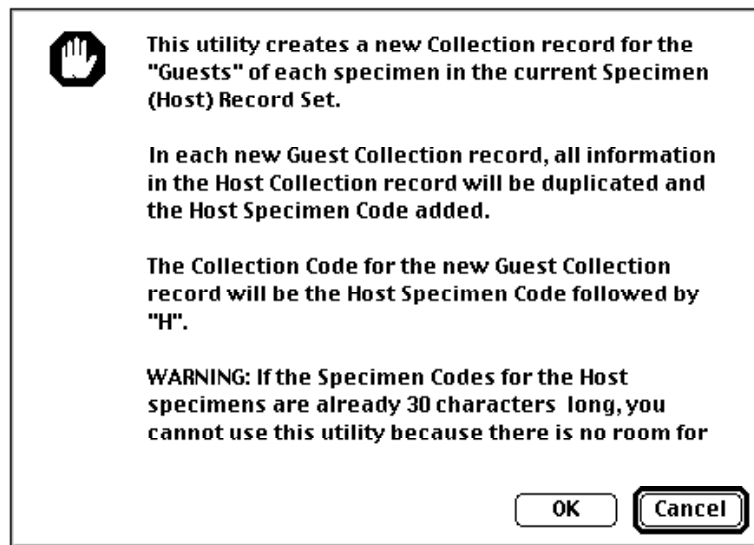 This utility creates a new Collection record for the
"Guests" of each specimen in the current Specimen
(Host) Record Set.
In each new Guest Collection record, all information
in the Host Collection record will be duplicated and
the Host Specimen Code added.
The Collection Code for the new Guest Collection
record will be the Host Specimen Code followed by
"H".
WARNING: If the Specimen Codes for the Host
specimens are already 30 characters  long, you
cannot use this utility because there is no room for
OK
Cancel